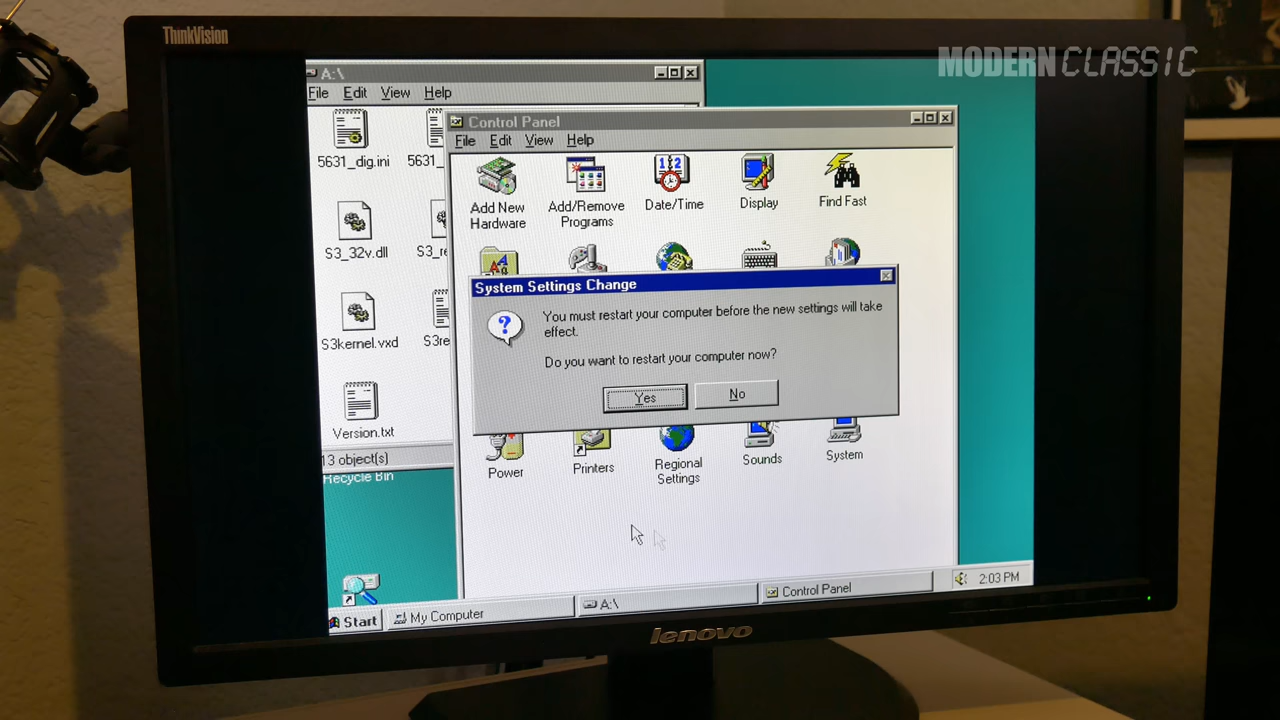 ThinkVision
MODERN CLASSIC
A:\
File Edit View Help
5631_dig.ini
5631_
S3_32v.dll
S3_re
S3kernel.vxd
S3re
Version.txt
13 object(s)
Control Panel
File Edit View Help
Add New
Hardware
Add/Remove
Programs
Date/Time
Display
Find Fast
System Settings Change
You must restart your computer before the new settings will take
effect.
Do you want to restart your computer now?
Yes
No
Power
Printers
Regional
Settings
Sounds
System
Recycle Bin
Start
My Computer
A:\
Control Panel
2:03 PM
lenovo